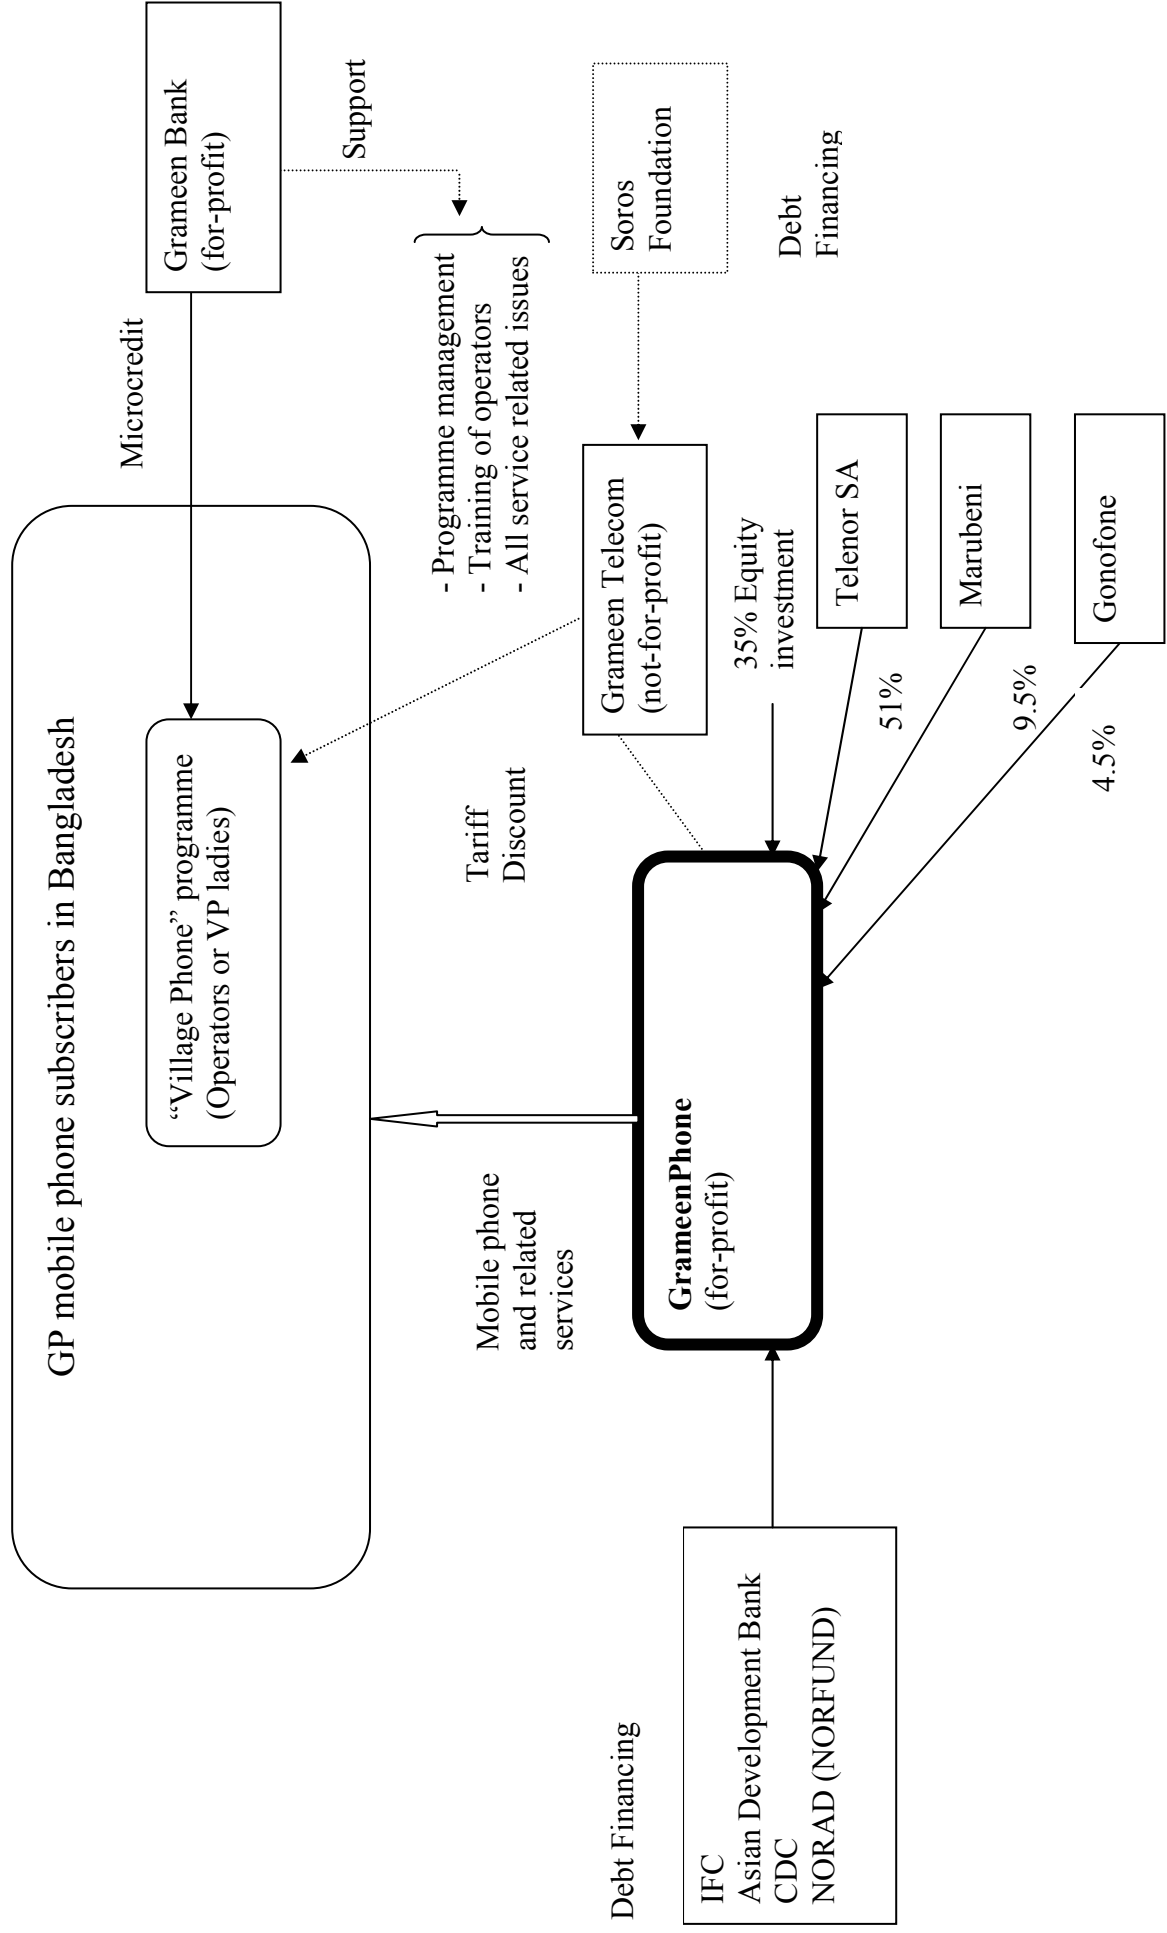 GP mobile phone subscribers in Bangladesh
“Village Phone” programme
(Operators or VP ladies)
Microcredit
Grameen Bank
(for-profit)
Support
- Programme management
- Training of operators
- All service related issues
Mobile phone
and related
services
Tariff
Discount
Grameen Telecom
(not-for-profit)
Soros
Foundation
Debt
Financing
Debt Financing
IFC
Asian Development Bank
CDC
NORAD (NORFUND)
GrameenPhone
(for-profit)
35% Equity
investment
51%
Telenor SA
9.5%
Marubeni
4.5%
Gonofone